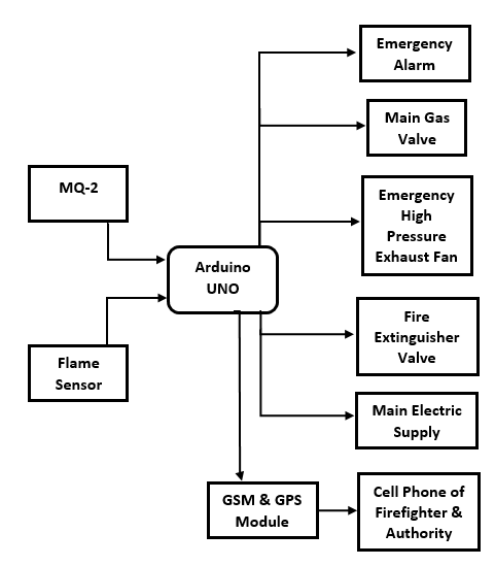 Emergency
Alarm
Main Gas
Valve
MQ-2
Emergency
High
Pressure
Exhaust Fan
Arduino
UNO
Fire
Extinguisher
Valve
Flame
Sensor
Main Electric
Supply
GSM & GPS
Module
Cell Phone of
Firefighter &
Authority